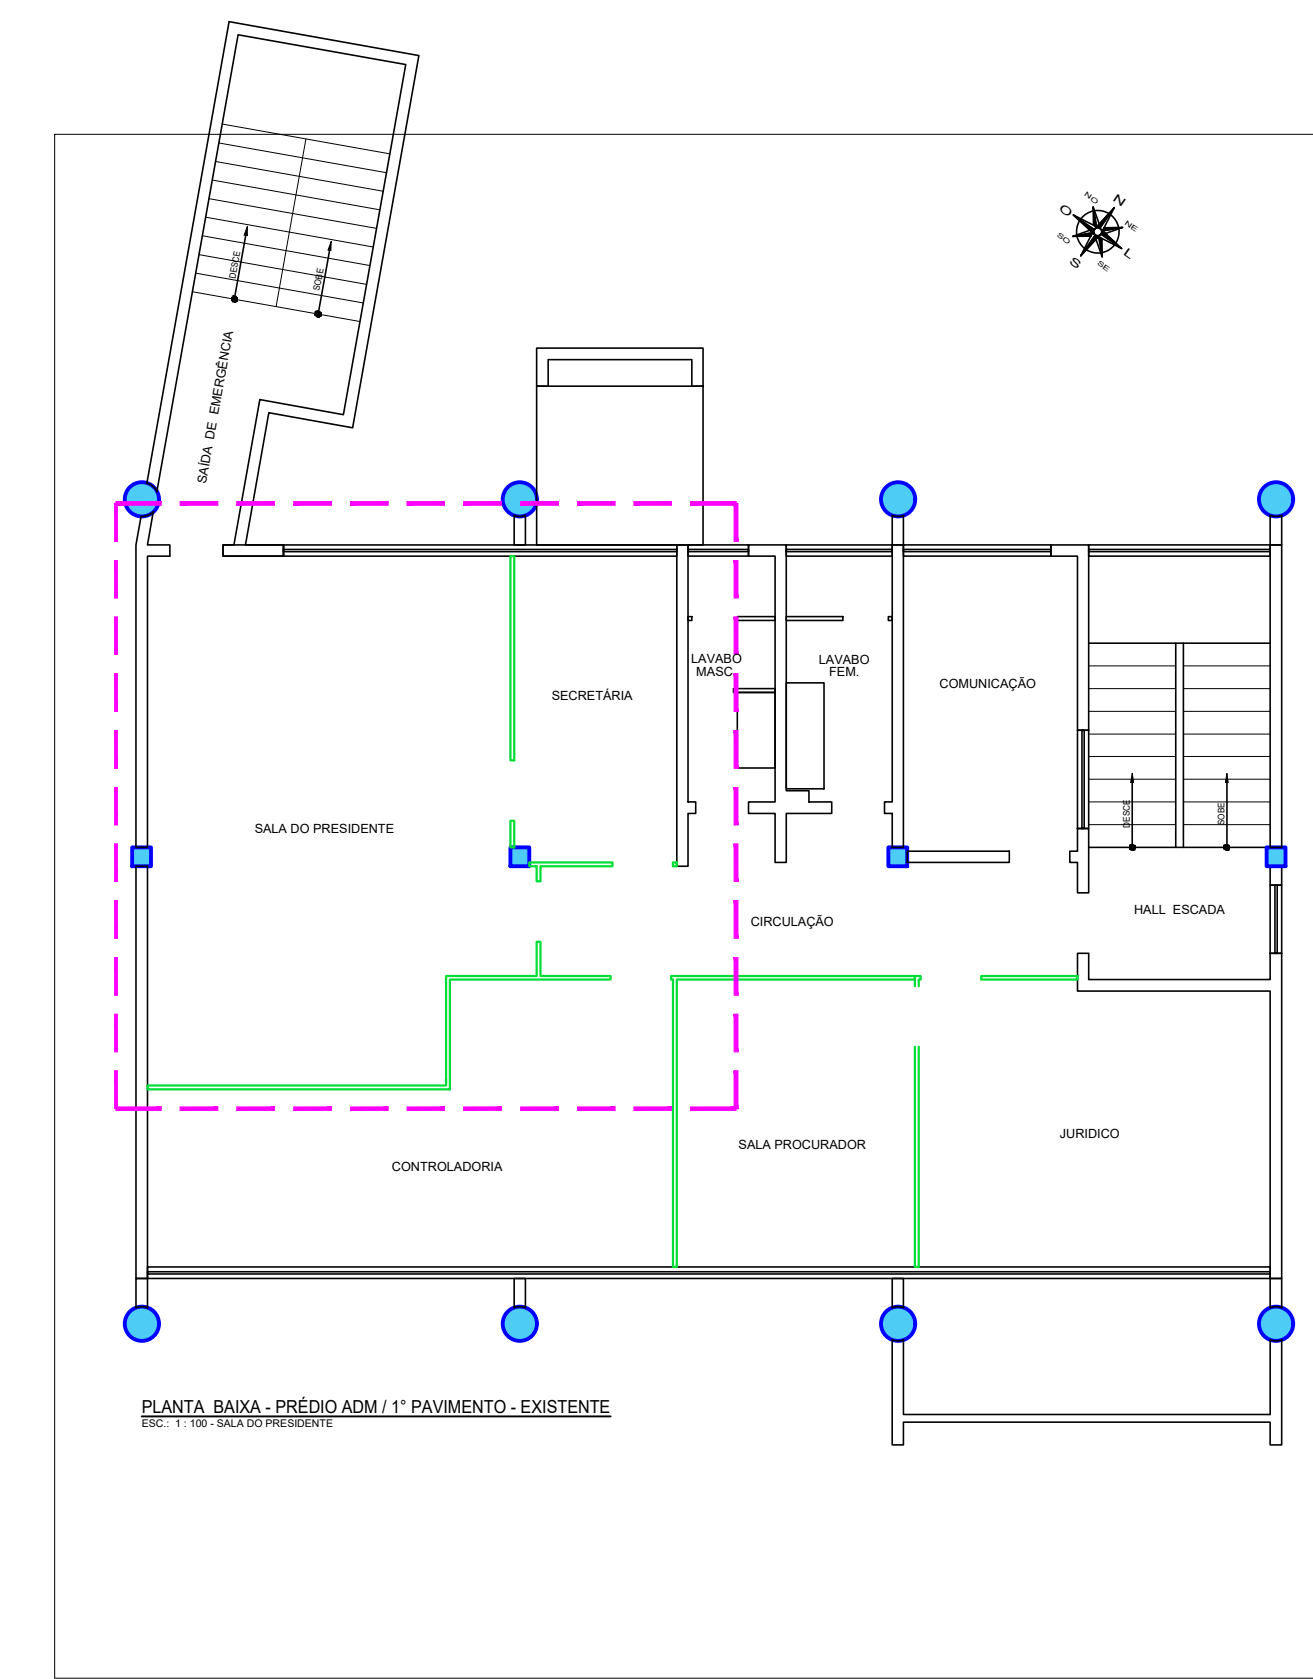 NO
N
O
NE
SO
L
S
SE
DESCE
SOBE
SAÍDA DE EMERGÊNCIA
LAVABO
MASC.
LAVABO
FEM.
COMUNICAÇÃO
SECRETÁRIA
DESCE
SOBE
SALA DO PRESIDENTE
HALL ESCADA
CIRCULAÇÃO
JURIDICO
SALA PROCURADOR
CONTROLADORIA
PLANTA BAIXA - PRÉDIO ADM / 1° PAVIMENTO - EXISTENTE
ESC.: 1 : 100 - SALA DO PRESIDENTE